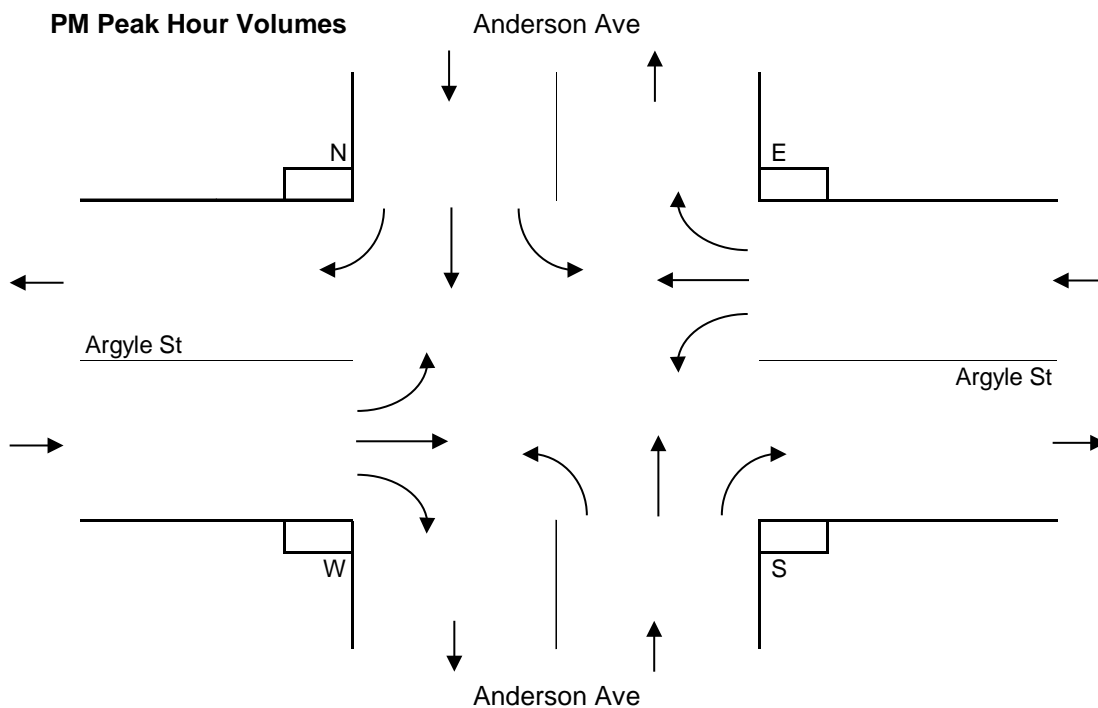 PM Peak Hour Volumes
Anderson Ave
N
E
Argyle St
Argyle St
W
S
Anderson Ave